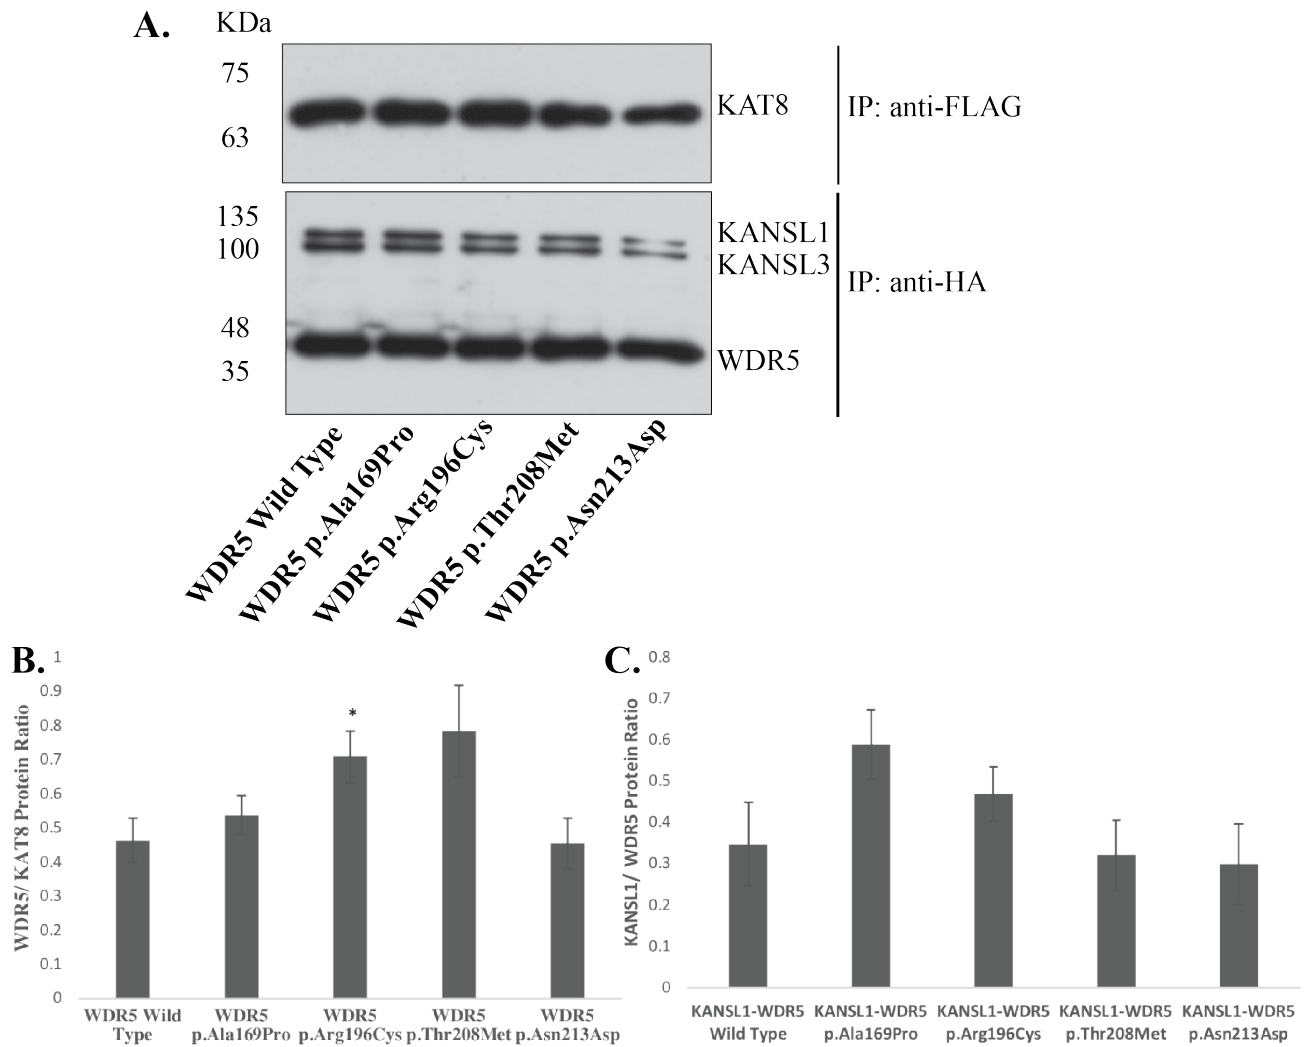 A.
KDa
75
63
KAT8
IP: anti-FLAG
135
100
48
35
KANSL1
KANSL3
WDR5
IP: anti-HA
WDR5 Wild Type
WDR5 p.Ala169Pro
WDR5 p.Arg196Cys
WDR5 p.Thr208Met
WDR5 p.Asn213Asp
B.
WDR5/ KAT8 Protein Ratio
1
0.9
0.8
0.7
0.6
0.5
0.4
0.3
0.2
0.1
0
*
WDR5 Wild
Type
WDR5
p.Ala169Pro
WDR5
p.Arg196Cys
WDR5
p.Thr208Met
WDR5
p.Asn213Asp
C.
KANSL1/ WDR5 Protein Ratio
0.8
0.7
0.6
0.5
0.4
0.3
0.2
0.1
0
KANSL1-WDR5
Wild Type
KANSL1-WDR5
p.Ala169Pro
KANSL1-WDR5
p.Arg196Cys
KANSL1-WDR5
p.Thr208Met
KANSL1-WDR5
p.Asn213Asp